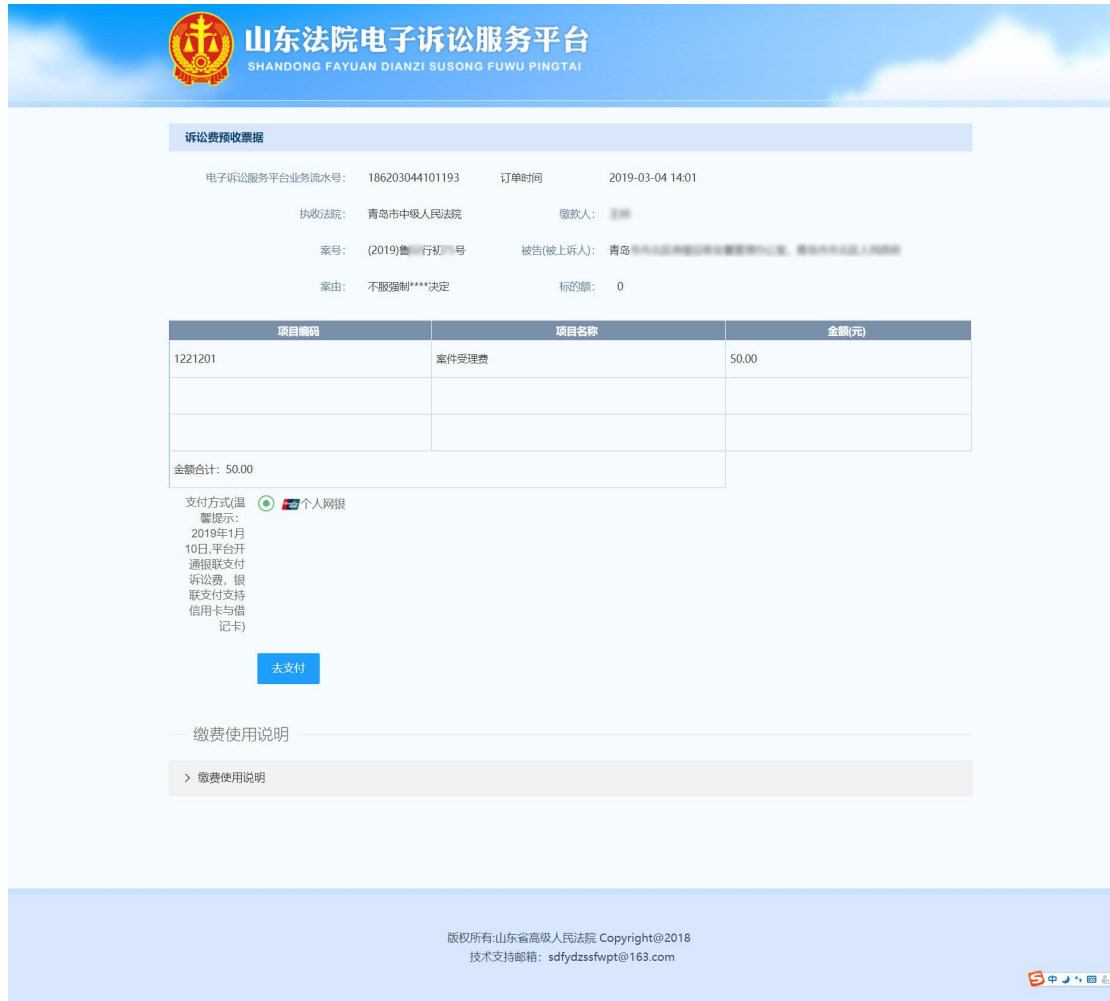 山东法院电子诉讼服务平台
SHANDONG FAYUAN DIANZI SUSONG FUWU PINGTAI
诉讼费预收票据
电子诉讼服务平台业务流水号： 186203044101193 订单时间 2019-03-04 14:01
执收法院： 青岛市中级人民法院 缴款人：
案号： (2019)鲁 行初 号 被告(被上诉人)： 青岛
案由： 不服强制****决定 标的额： 0
项目编码 项目名称 金额(元)
1221201 案件受理费 50.00
金额合计：50.00
支付方式(温
馨提示：
2019年1月
10日,平台开
通银联支付
诉讼费，银
联支付支持
信用卡与借
记卡)
个人网银
去支付
缴费使用说明
缴费使用说明
版权所有:山东省高级人民法院 Copyright@2018
技术支持邮箱：sdfydzssfwpt@163.com
中